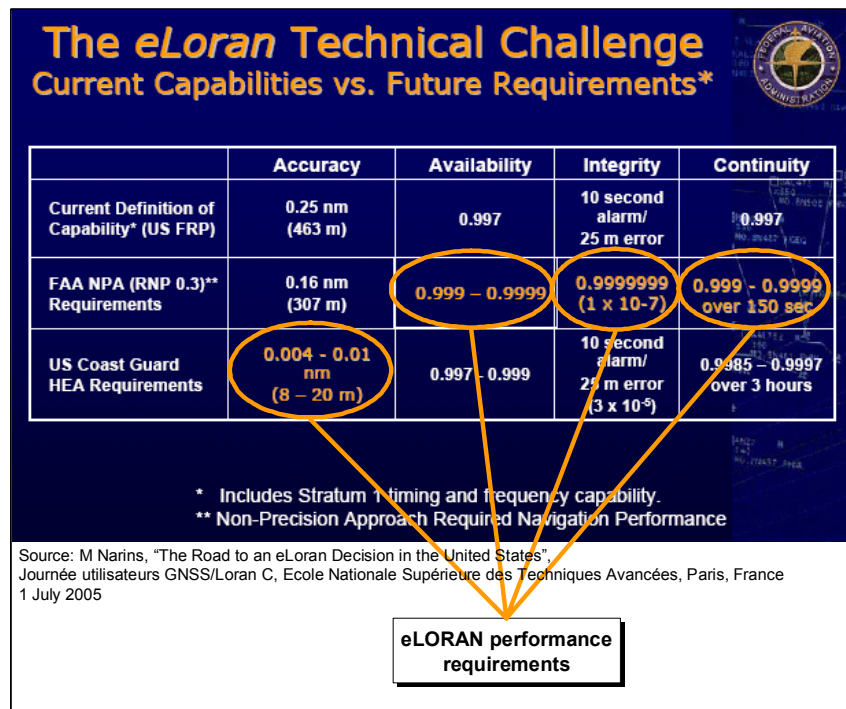 The eLoran Technical Challenge
Current Capabilities vs. Future Requirements*
FEDERAL AVIATION
ADMINISTRATION
Accuracy
Availability
Integrity
Continuity
Current Definition of
Capability* (US FRP)
0.25 nm
(463 m)
0.997
10 second
alarm/
25 m error
0.997
FAA NPA (RNP 0.3)**
Requirements
0.16 nm
(307 m)
0.999 – 0.9999
0.9999999
(1 x 10-7)
0.999 - 0.9999
over 150 sec
US Coast Guard
HEA Requirements
0.004 - 0.01
nm
(8 – 20 m)
0.997 - 0.999
10 second
alarm/
25 m error
(3 x 10⁻⁵)
0.9985 – 0.9997
over 3 hours
* Includes Stratum 1 timing and frequency capability.
** Non-Precision Approach Required Navigation Performance
Source: M Narins, “The Road to an eLoran Decision in the United States”,
Journée utilisateurs GNSS/Loran C, Ecole Nationale Supérieure des Techniques Avancées, Paris, France
1 July 2005
eLORAN performance
requirements